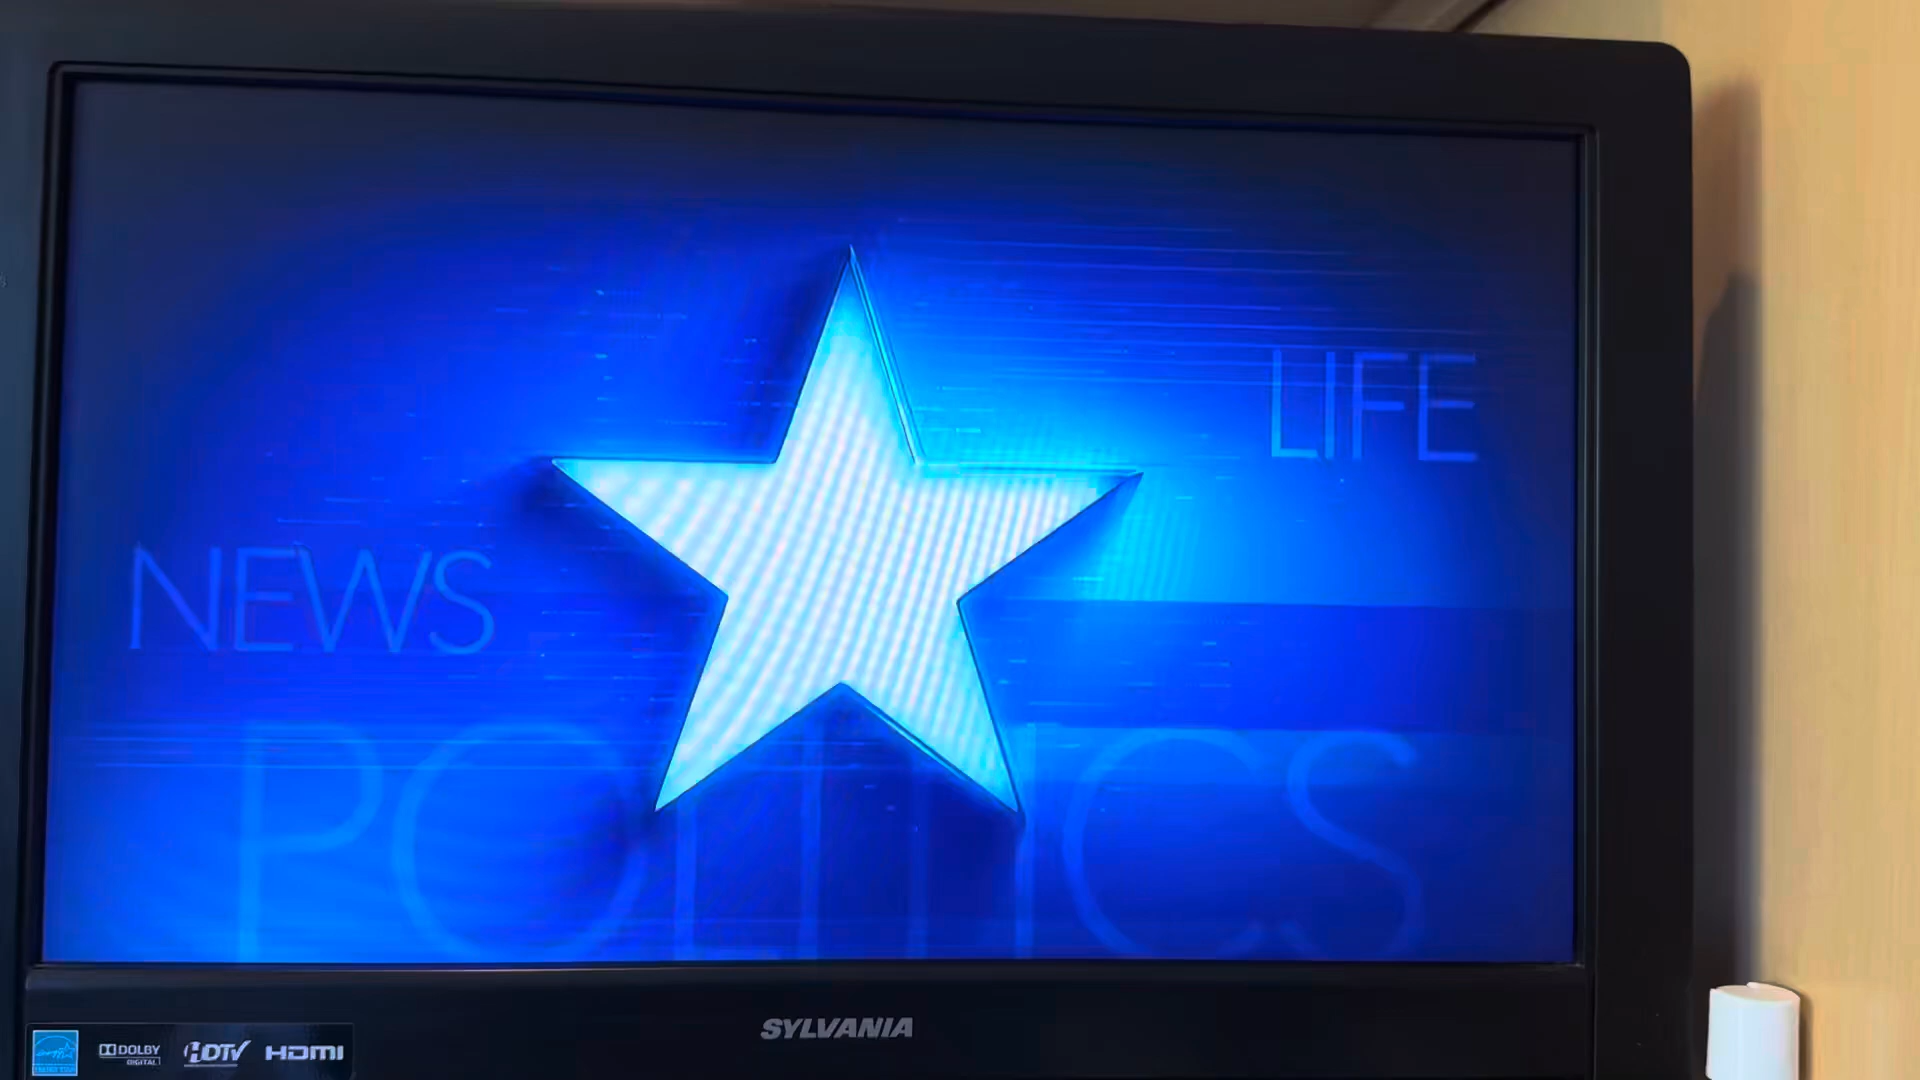 LIFE
NEWS
POLITICS
SYLVANIA
DOLBY
DIGITAL
HDTV
HDMI